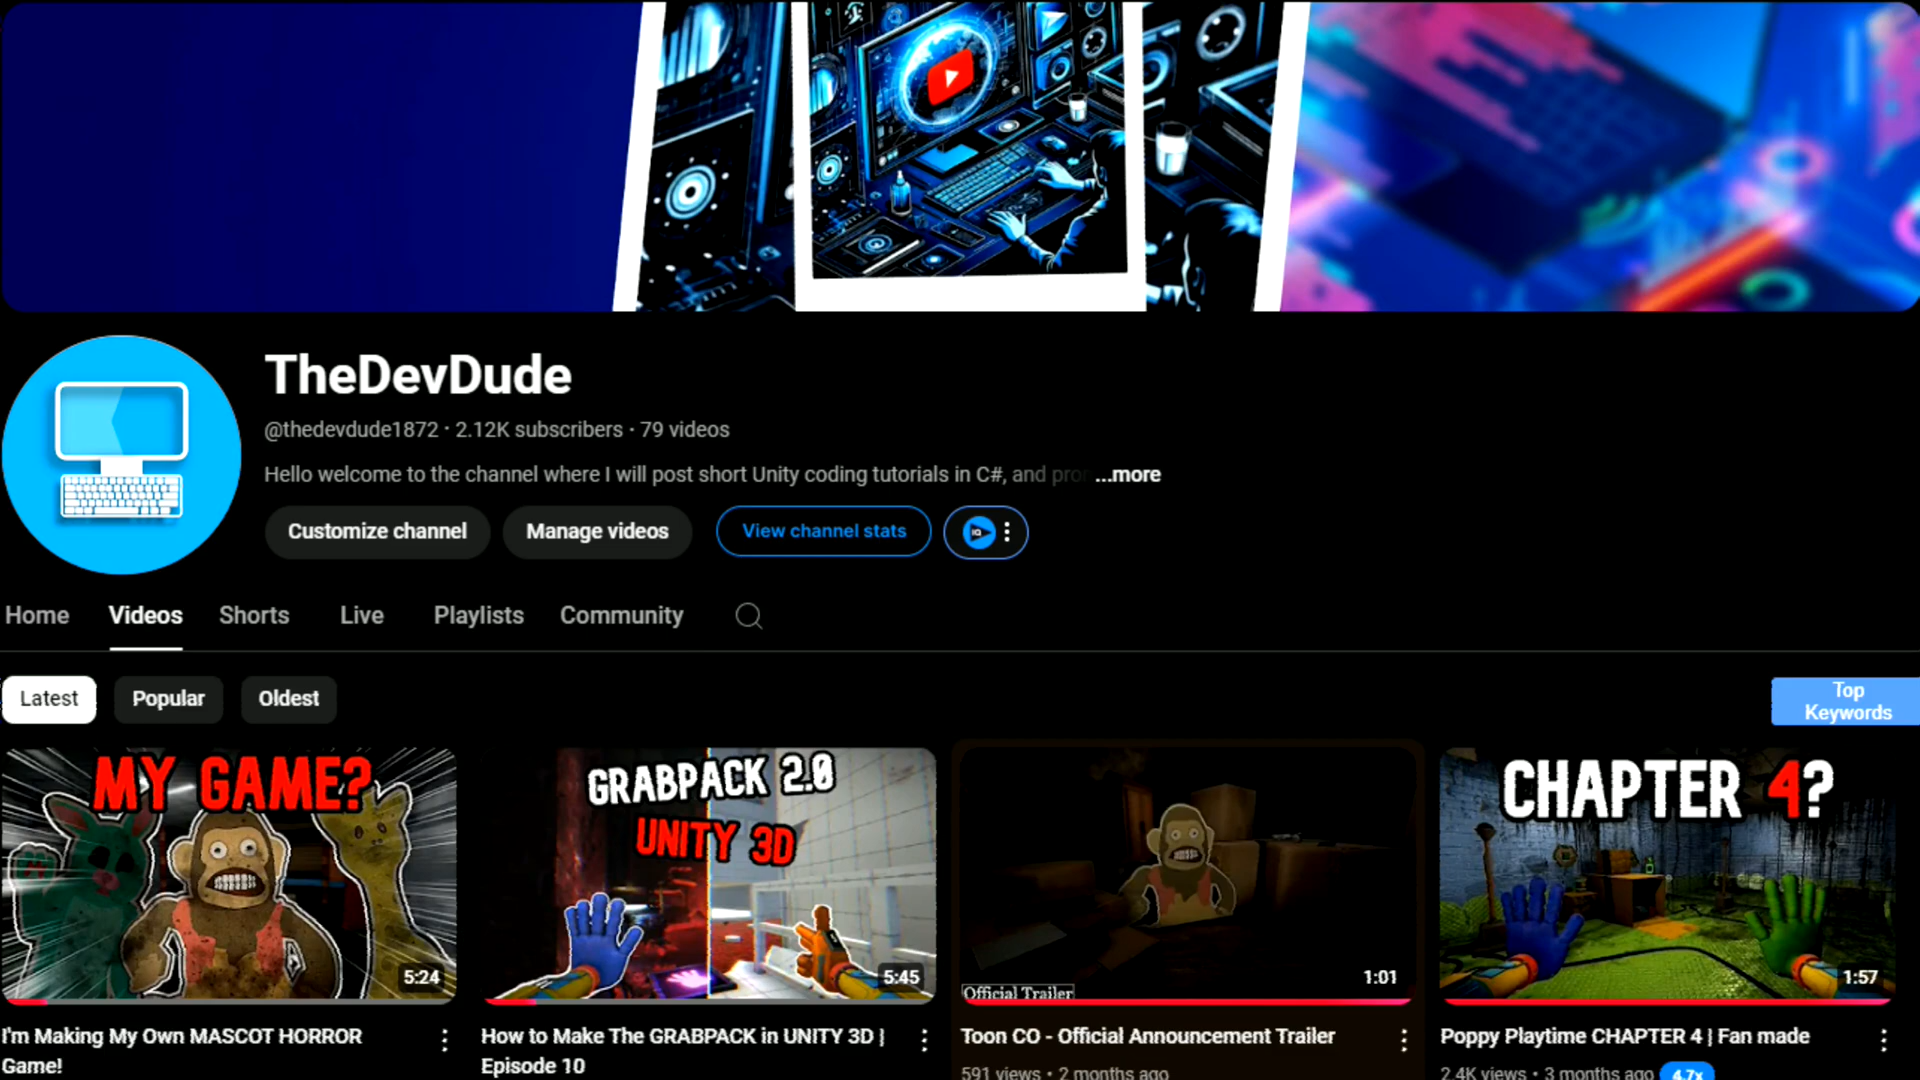 TheDevDude
@thedevdude1872 · 2.12K subscribers · 79 videos
Hello welcome to the channel where I will post short Unity coding tutorials in C#, and pro ...more
Customize channel
Manage videos
View channel stats
IQ
Home
Videos
Shorts
Live
Playlists
Community
Latest
Popular
Oldest
Top
Keywords
MY GAME?
5:24
I'm Making My Own MASCOT HORROR
Game!
GRABPACK 2.0
UNITY 3D
5:45
How to Make The GRABPACK in UNITY 3D |
Episode 10
Official Trailer
1:01
Toon CO - Official Announcement Trailer
591 views · 2 months ago
CHAPTER 4?
1:57
Poppy Playtime CHAPTER 4 | Fan made
2.4K views · 3 months ago 4.7x